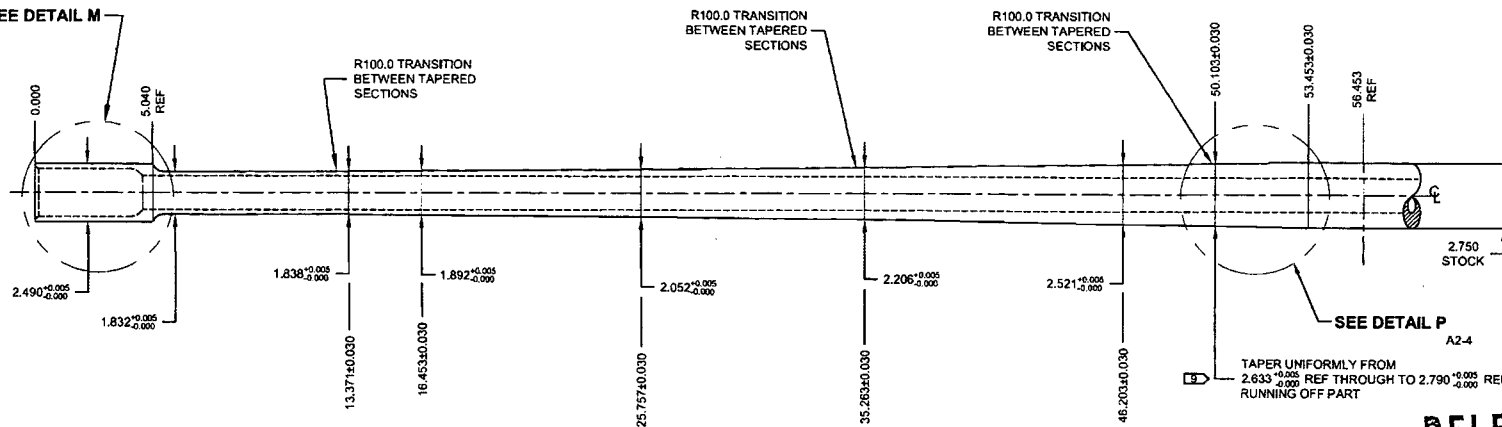 EE DETAIL M
R100.0 TRANSITION
BETWEEN TAPERED
SECTIONS
R100.0 TRANSITION
BETWEEN TAPERED
SECTIONS
R100.0 TRANSITION
BETWEEN TAPERED
SECTIONS
0.000
5.040
REF
50.103±0.030
53.453±0.030
56.453
REF
2.490 +0.005
-0.000
1.832 +0.005
-0.000
1.838 +0.005
-0.000
1.892 +0.005
-0.000
2.052 +0.005
-0.000
2.206 +0.005
-0.000
2.521 +0.005
-0.000
2.750
STOCK
13.371±0.030
16.453±0.030
25.757±0.030
35.263±0.030
46.203±0.030
SEE DETAIL P
A2-4
9
TAPER UNIFORMLY FROM
2.633 +0.005 -0.000 REF THROUGH TO 2.790 +0.005 -0.000 REF
RUNNING OFF PART